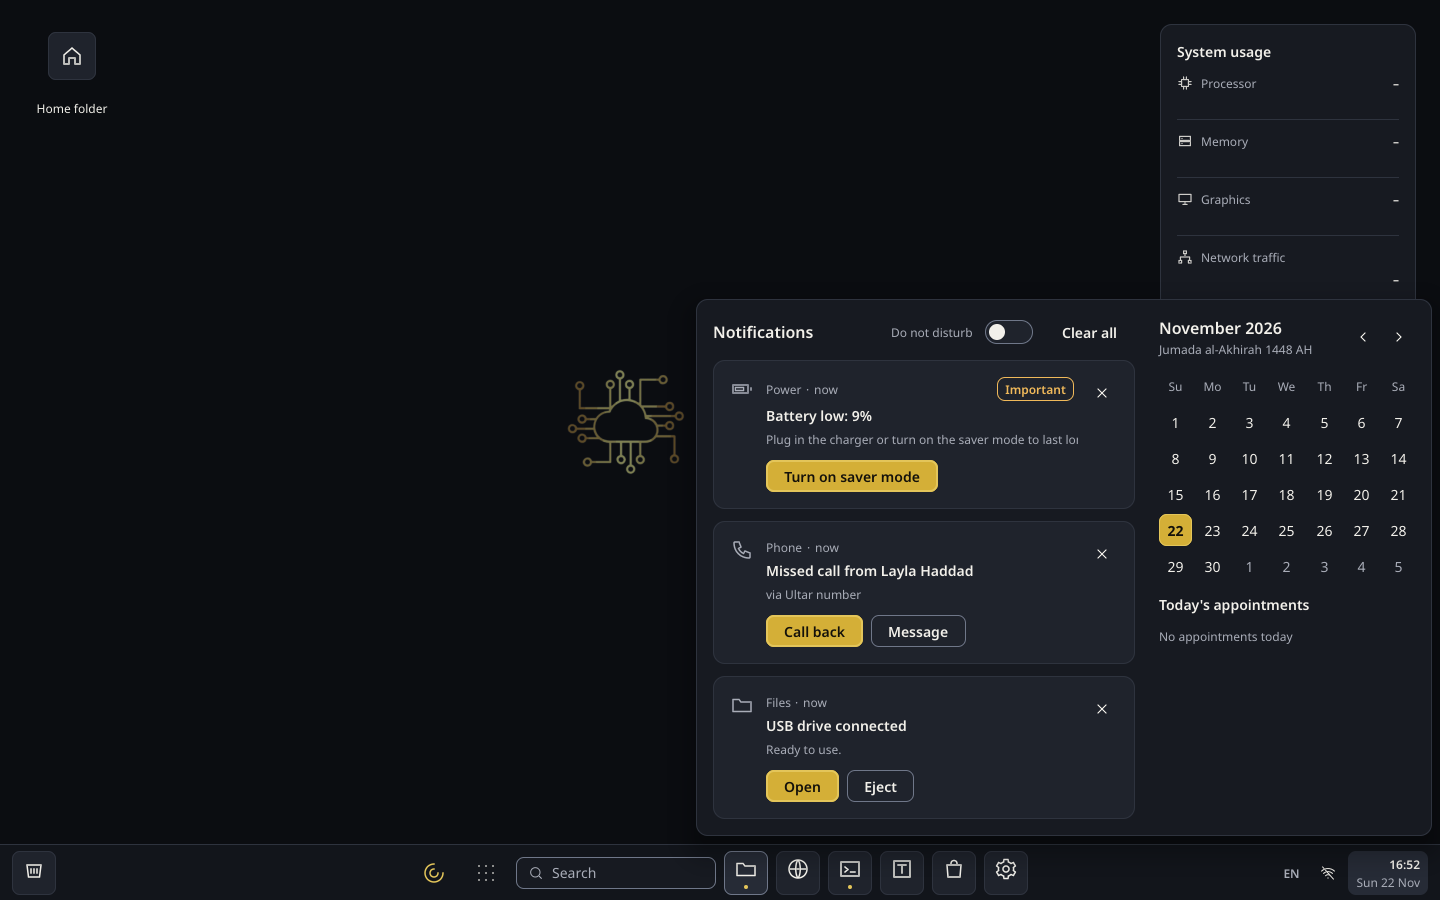 Home folder
System usage
Processor
–
Memory
–
Graphics
–
Network traffic
–
Notifications
Do not disturb
Clear all
Power · now
Important
Battery low: 9%
Plug in the charger or turn on the saver mode to last
Turn on saver mode
Phone · now
Missed call from Layla Haddad
via Ultar number
Call back
Message
Files · now
USB drive connected
Ready to use.
Open
Eject
November 2026
Jumada al-Akhirah 1448 AH
Su Mo Tu We Th Fr Sa
1 2 3 4 5 6 7
8 9 10 11 12 13 14
15 16 17 18 19 20 21
22 23 24 25 26 27 28
29 30 1 2 3 4 5
Today's appointments
No appointments today
Search
EN
16:52
Sun 22 Nov